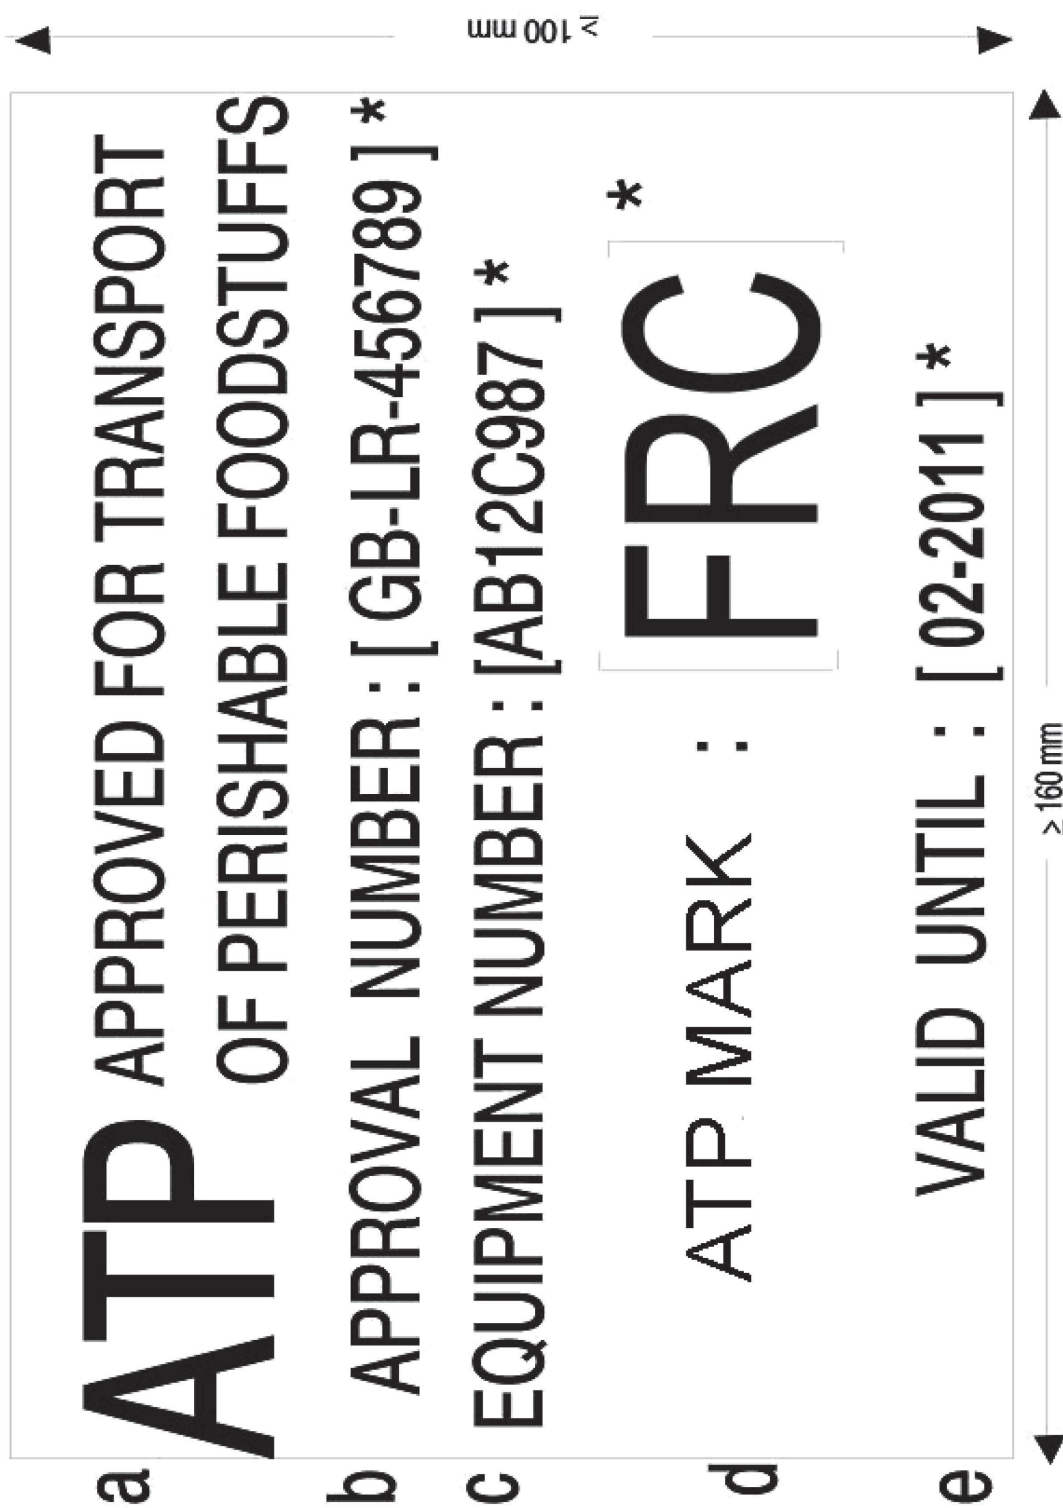 ≥ 100 mm
a ATP APPROVED FOR TRANSPORT
OF PERISHABLE FOODSTUFFS
b APPROVAL NUMBER : [ GB-LR-456789 ] *
c EQUIPMENT NUMBER : [AB12C987 ] *
d ATP MARK : [FRC] *
e VALID UNTIL : [ 02-2011 ] *
≥ 160 mm